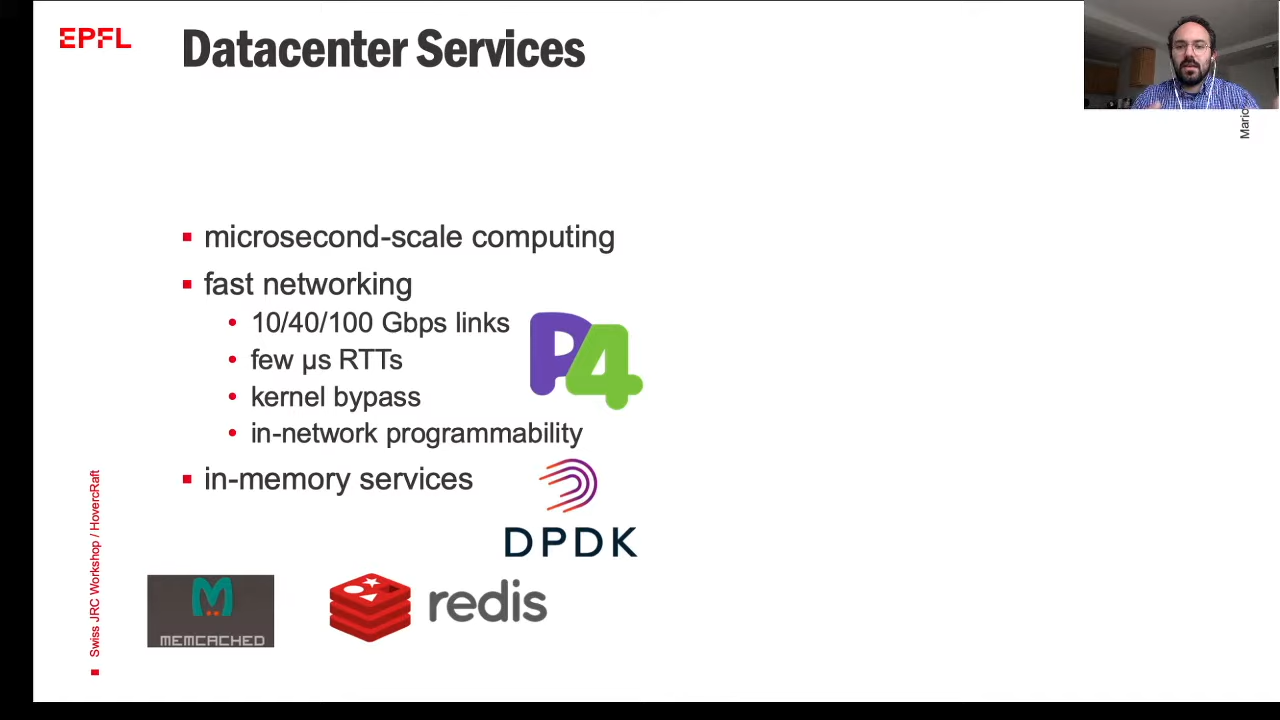 EPFL
Datacenter Services
Mario
microsecond-scale computing
fast networking
10/40/100 Gbps links
few µs RTTs
kernel bypass
in-network programmability
in-memory services
P4
DPDK
MEMCACHED
redis
Swiss JRC Workshop / HovercRaft